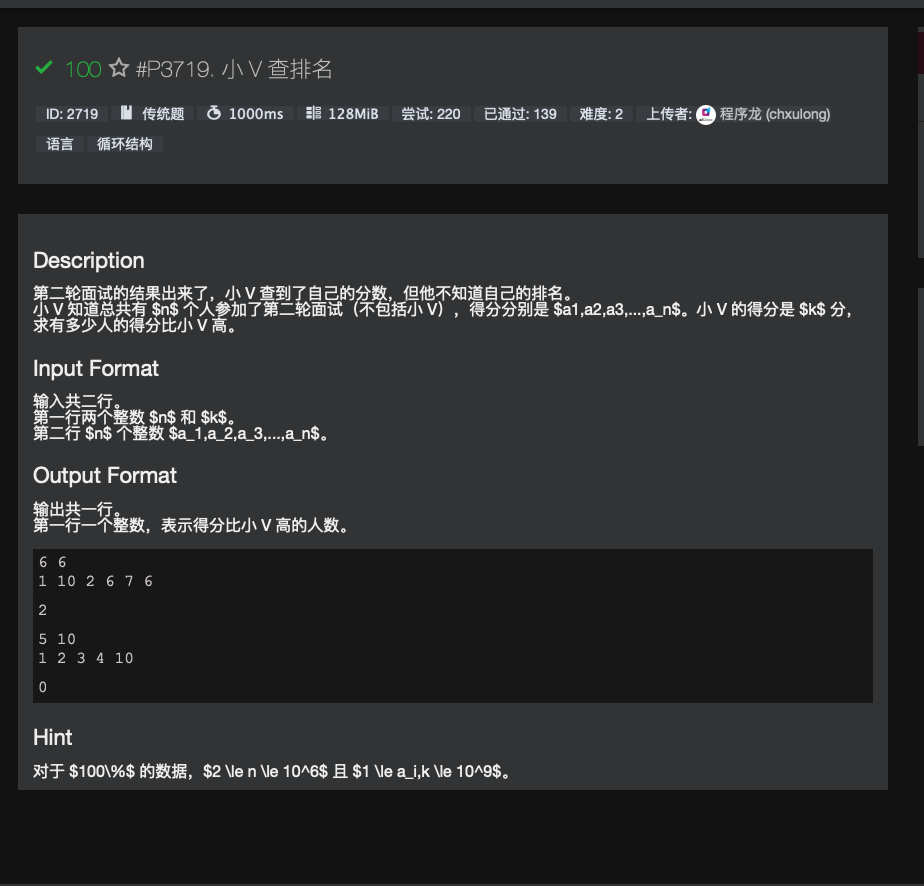 100 #P3719. 小 V 查排名
ID: 2719 传统题 1000ms 128MiB 尝试: 220 已通过: 139 难度: 2 上传者: 程序龙 (chxulong)
语言 循环结构
Description
第二轮面试的结果出来了，小 V 查到了自己的分数，但他不知道自己的排名。
小 V 知道总共有 $n$ 个人参加了第二轮面试（不包括小 V），得分分别是 $a1,a2,a3,...,a_n$。小 V 的得分是 $k$ 分，
求有多少人的得分比小 V 高。
Input Format
输入共二行。
第一行两个整数 $n$ 和 $k$。
第二行 $n$ 个整数 $a_1,a_2,a_3,...,a_n$。
Output Format
输出共一行。
第一行一个整数，表示得分比小 V 高的人数。
6 6
1 10 2 6 7 6
2
5 10
1 2 3 4 10
0
Hint
对于 $100\%$ 的数据，$2 \le n \le 10^6$ 且 $1 \le a_i,k \le 10^9$。